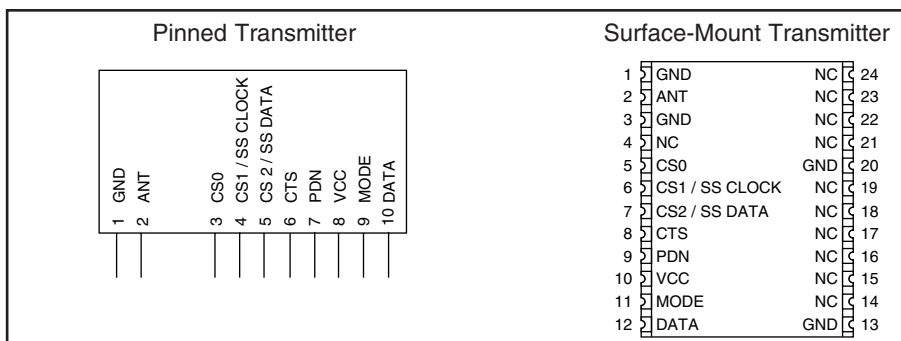 Pinned Transmitter
1 GND
2 ANT
3 CS0
4 CS1 / SS CLOCK
5 CS 2 / SS DATA
6 CTS
7 PDN
8 VCC
9 MODE
10 DATA
Surface-Mount Transmitter
1 GND NC 24
2 ANT NC 23
3 GND NC 22
4 NC NC 21
5 CS0 GND 20
6 CS1 / SS CLOCK NC 19
7 CS2 / SS DATA NC 18
8 CTS NC 17
9 PDN NC 16
10 VCC NC 15
11 MODE NC 14
12 DATA GND 13